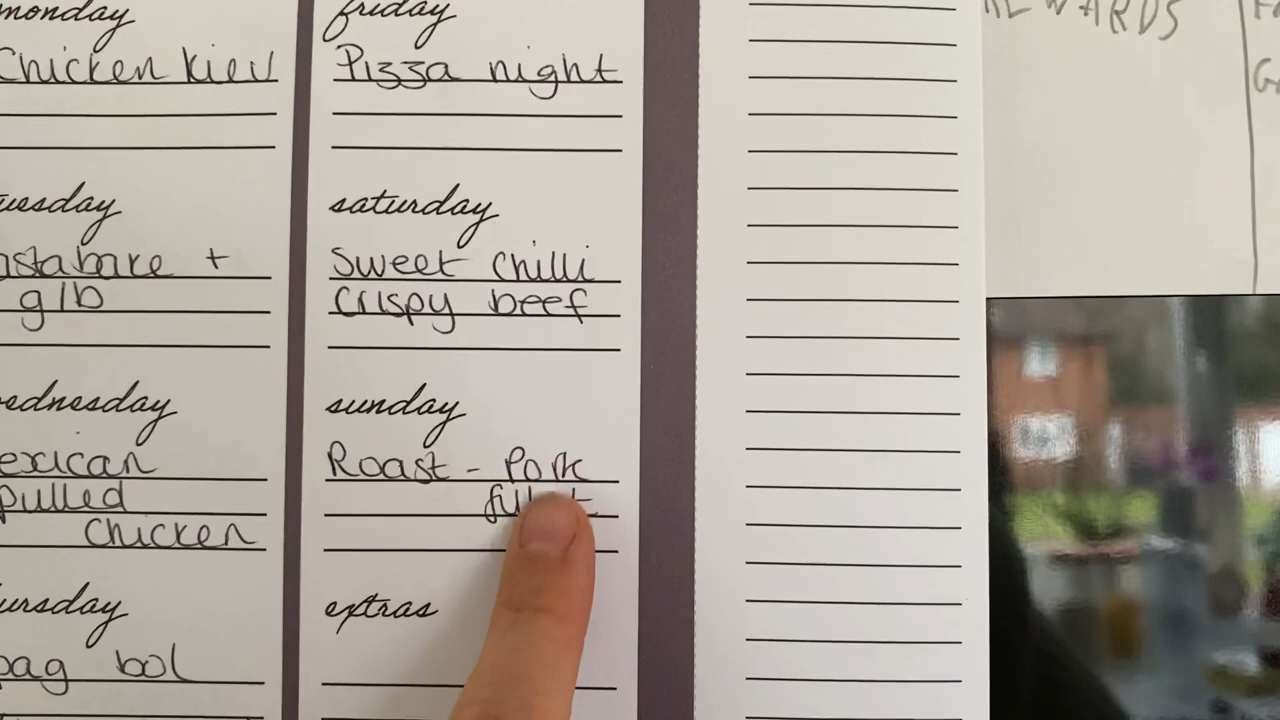 monday
Chicken Kiev
uesday
astabake +
g/b
ednesday
exican
pulled
chicken
ursday
pag bol
friday
Pizza night
saturday
Sweet chilli
crispy beef
sunday
Roast - Pork
extras
WARDS